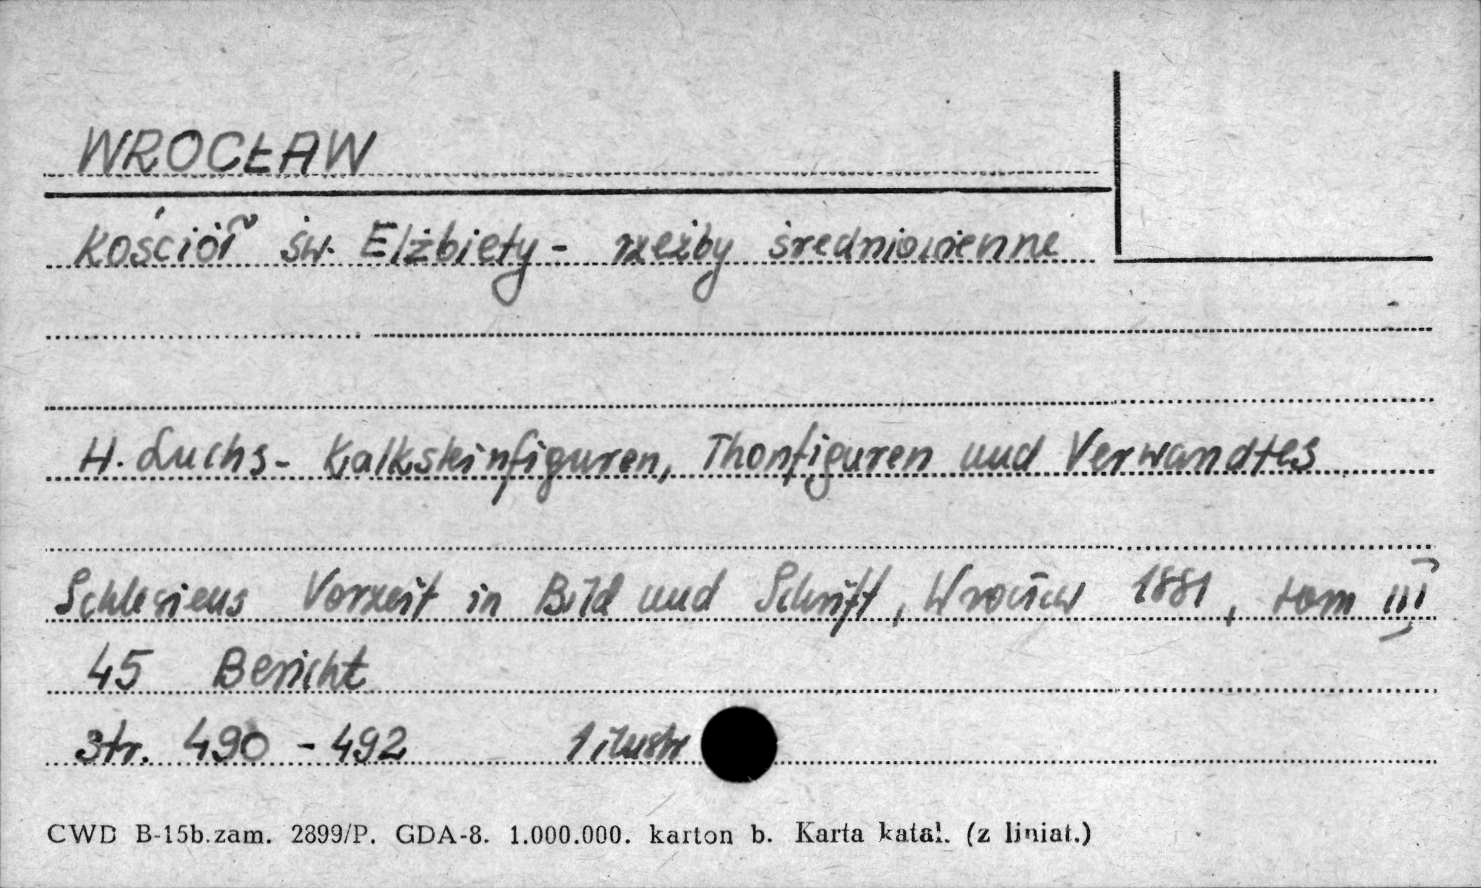 WROCŁAW
Kościół św. Elżbiety - rzeźby średniowienne
H. Luchs - Kalksteinfiguren, Thonfiguren und Verwandtes
Schlesiens Vorzeit in Bild und Schrift, Wrocław 1881, tom III
45 Bericht
str. 490 - 492 1 ilustr
CWD B-15b.zam. 2899/P. GDA-8. 1.000.000. karton b. Karta katal. (z liniat.)